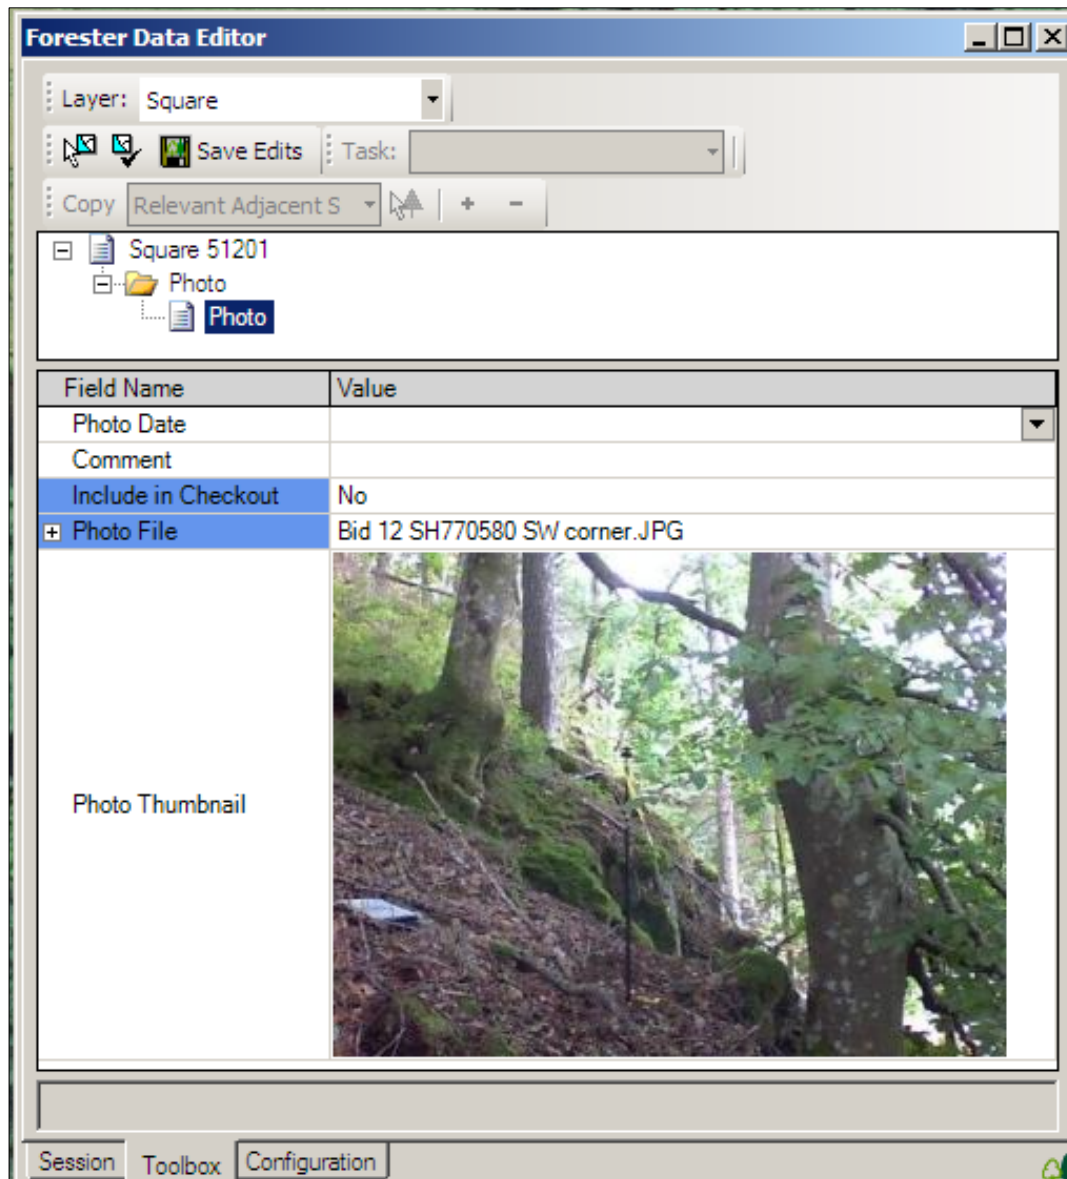 Forester Data Editor
Layer: Square
Save Edits Task:
Copy Relevant Adjacent S + -
Square 51201
Photo
Photo
Field Name Value
Photo Date
Comment
Include in Checkout No
Photo File Bid 12 SH770580 SW corner.JPG
Photo Thumbnail
Session Toolbox Configuration